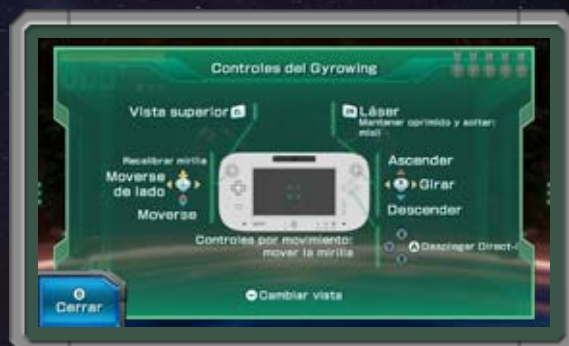 Controles del Gyrowing
Vista superior
Láser
Mantener oprimido y soltar:
misil
Recalibrar mirilla
Moverse
de lado
Moverse
Ascender
Girar
Descender
Controles por movimiento:
mover la mirilla
A Desplegar Direct-i
Cambiar vista
Cerrar